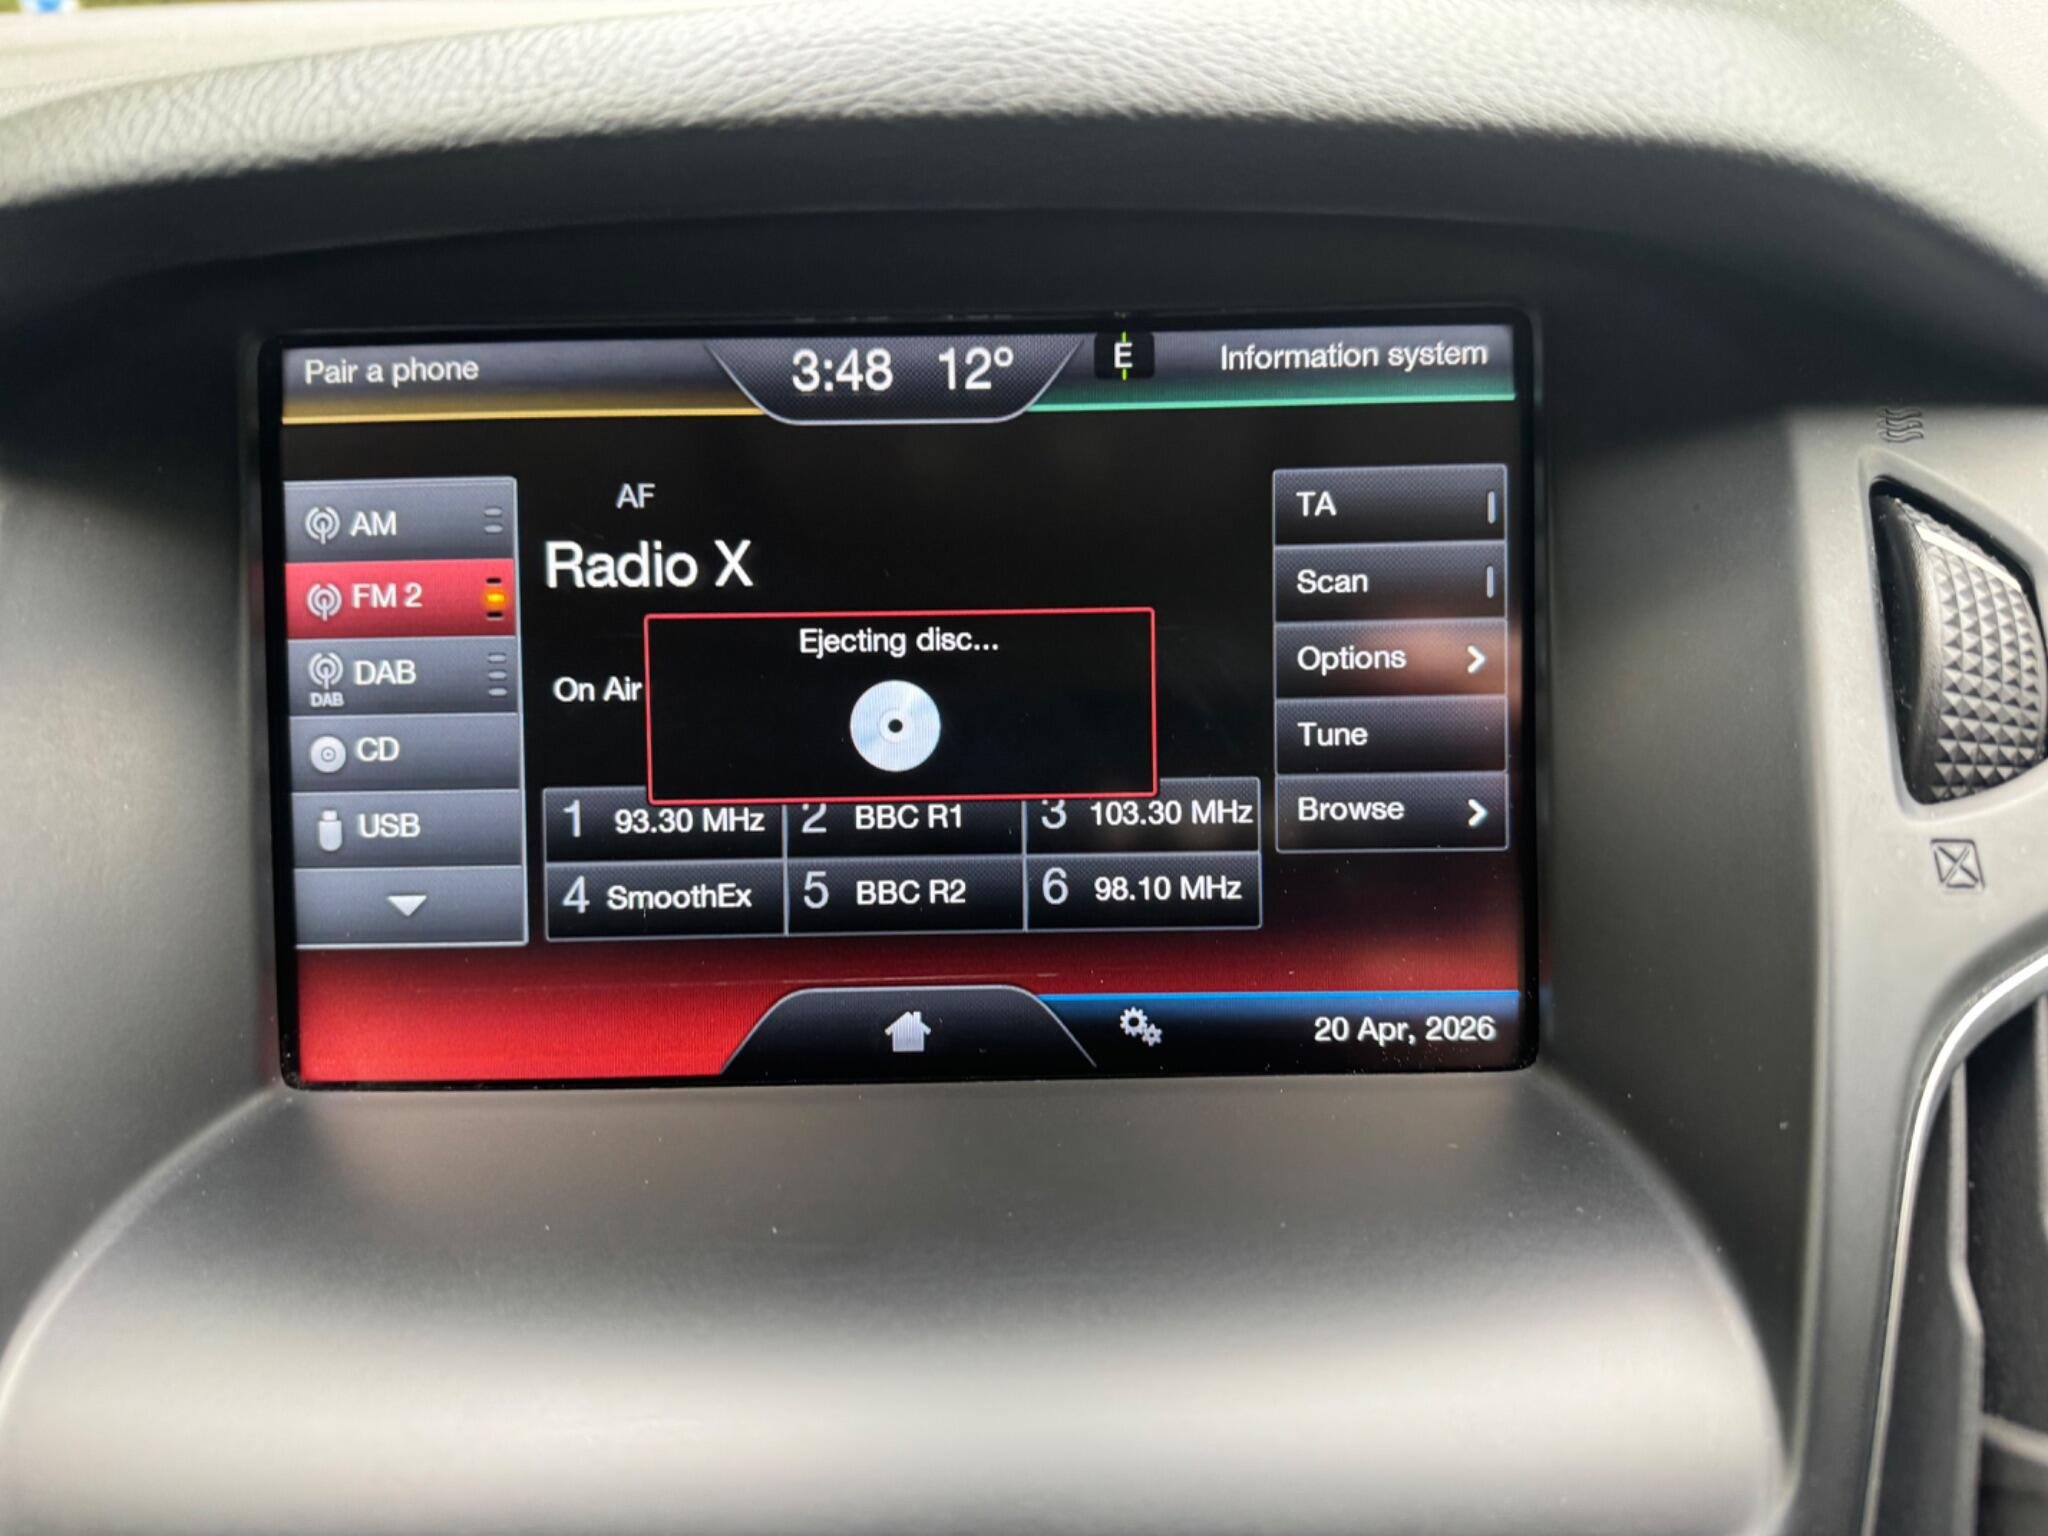 Pair a phone
3:48 12°
E
Information system
AM
FM 2
DAB
DAB
CD
USB
AF
Radio X
On Air
Ejecting disc...
1 93.30 MHz
2 BBC R1
3 103.30 MHz
4 SmoothEx
5 BBC R2
6 98.10 MHz
TA
Scan
Options
Tune
Browse
20 Apr, 2026